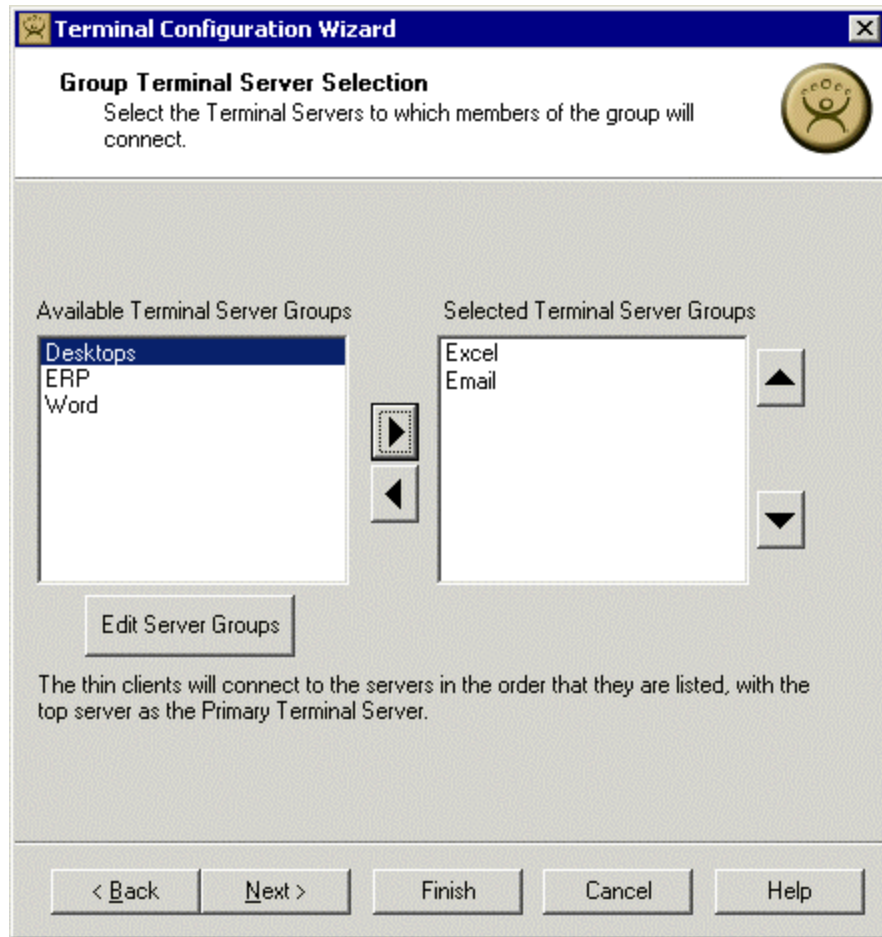 Terminal Configuration Wizard
Group Terminal Server Selection
Select the Terminal Servers to which members of the group will
connect.
Available Terminal Server Groups
Selected Terminal Server Groups
Desktops
ERP
Word
Excel
Email
Edit Server Groups
The thin clients will connect to the servers in the order that they are listed, with the
top server as the Primary Terminal Server.
< Back
Next >
Finish
Cancel
Help